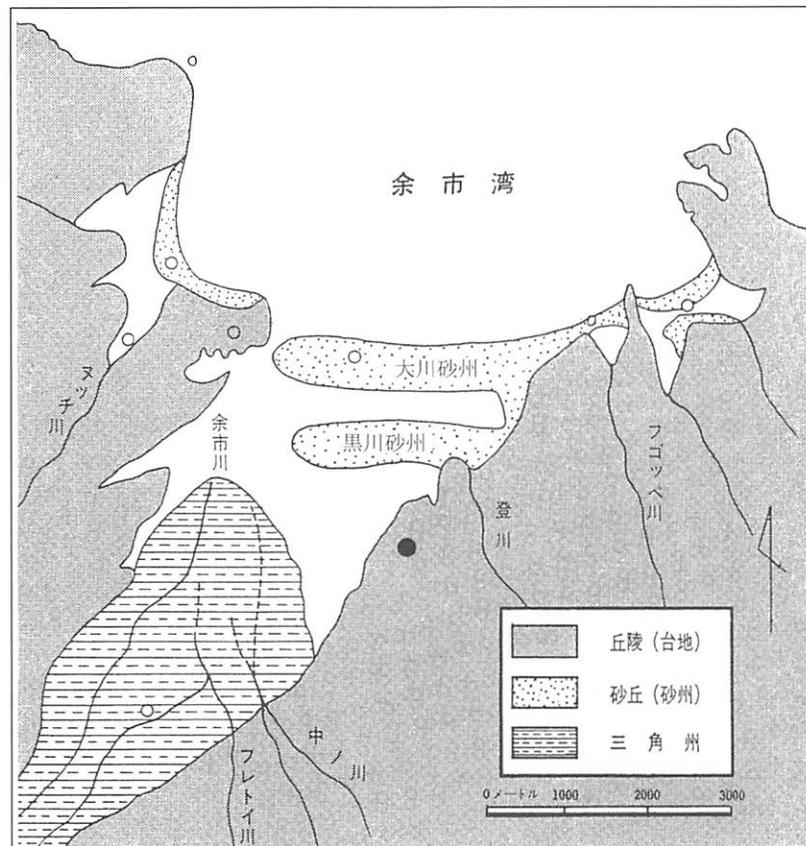 余市湾
大川砂州
黒川砂州
ヌッチ川
余市川
登川
フゴッペ川
フレトイ川
中ノ川
丘陵(台地)
砂丘(砂州)
三角州
0メートル 1000 2000 3000